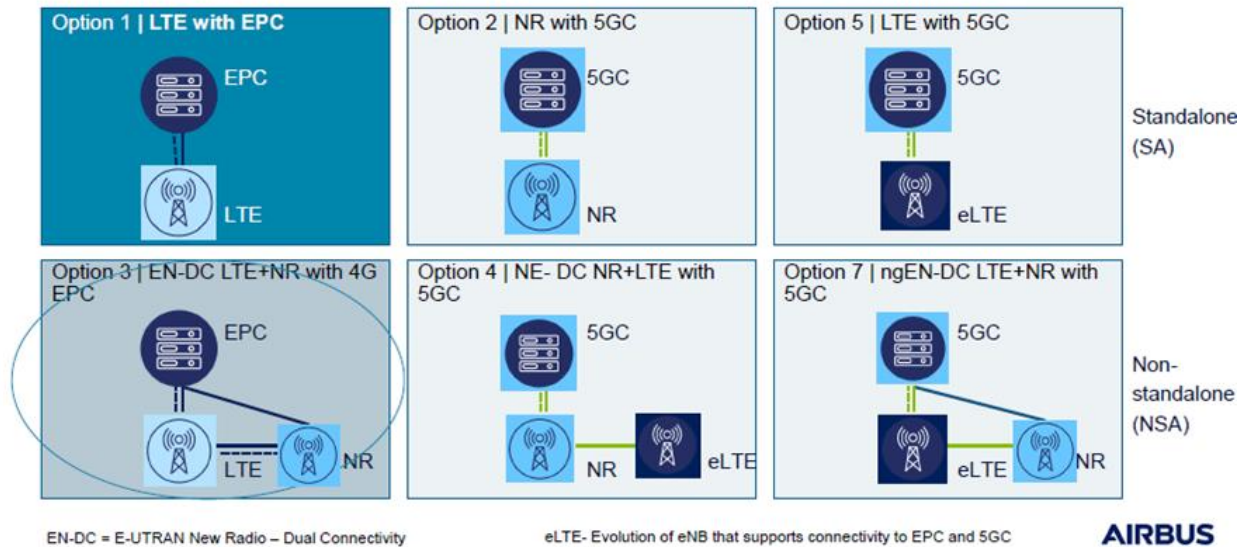 Option 1 | LTE with EPC
EPC
LTE
Option 2 | NR with 5GC
5GC
NR
Option 5 | LTE with 5GC
5GC
eLTE
Standalone
(SA)
Option 3 | EN-DC LTE+NR with 4G
EPC
EPC
LTE
NR
Option 4 | NE- DC NR+LTE with
5GC
5GC
NR
eLTE
Option 7 | ngEN-DC LTE+NR with
5GC
5GC
eLTE
NR
Non-
standalone
(NSA)
EN-DC = E-UTRAN New Radio – Dual Connectivity
eLTE- Evolution of eNB that supports connectivity to EPC and 5GC
AIRBUS